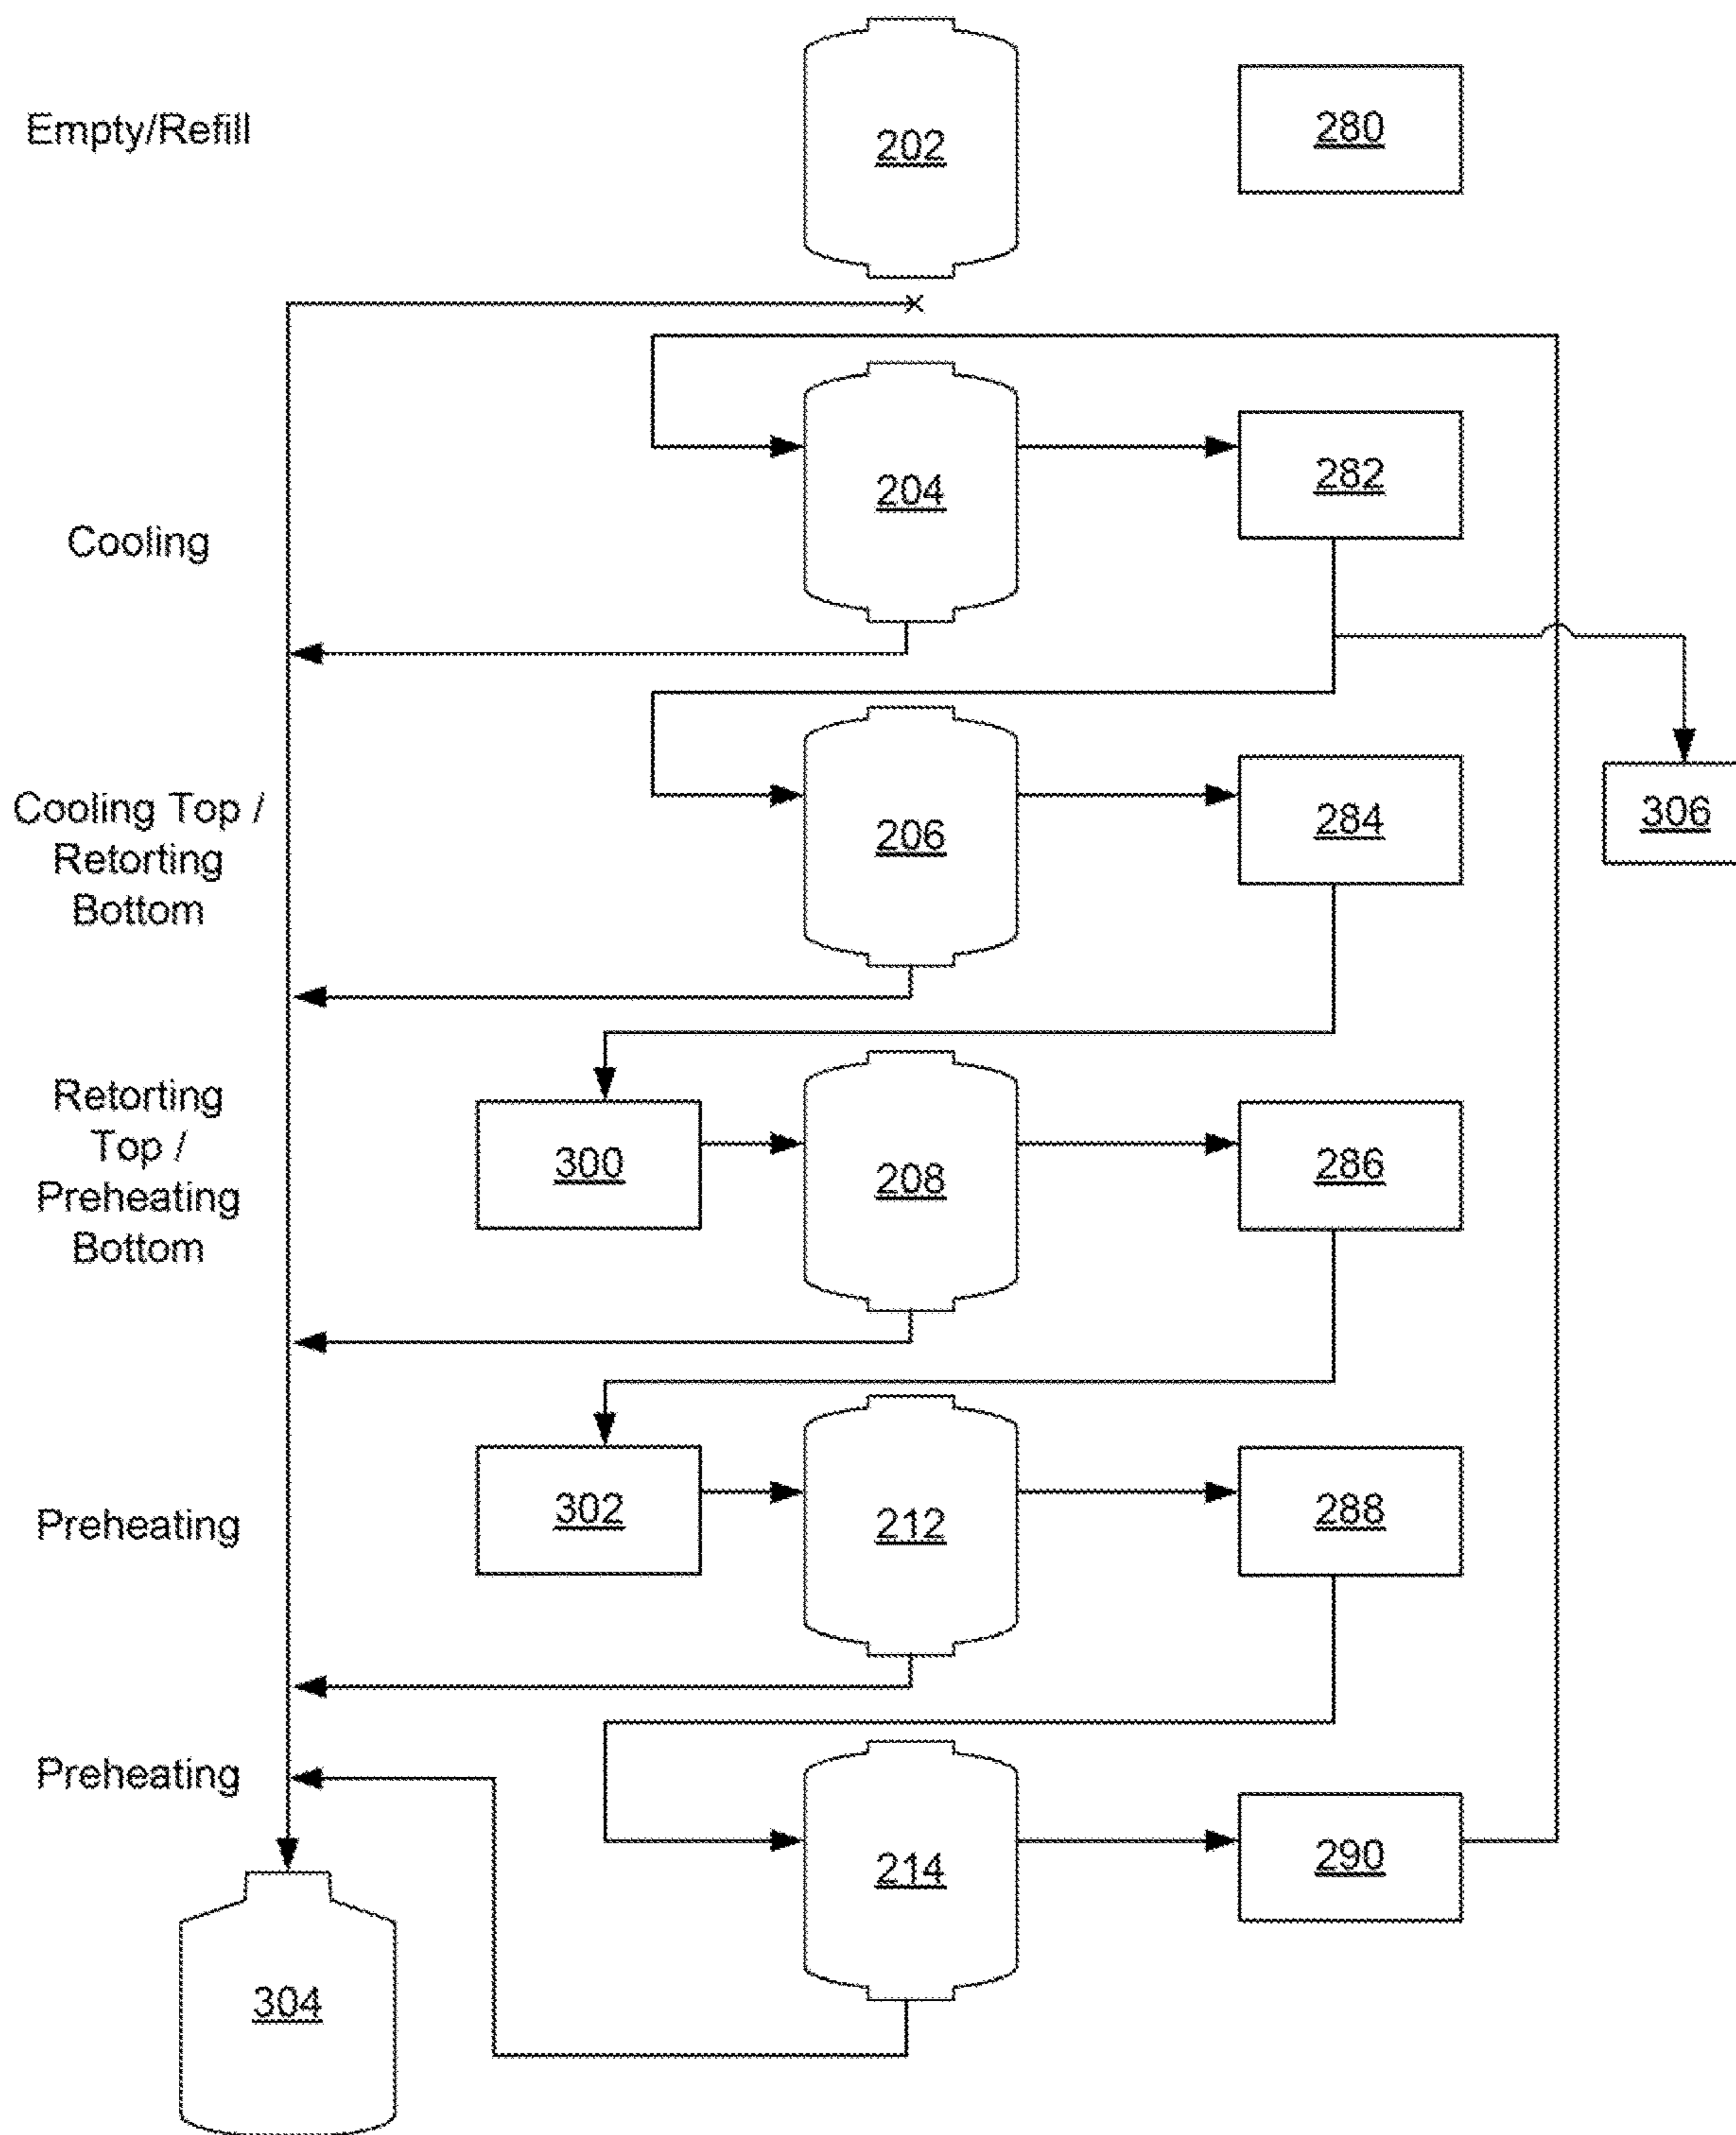 Empty/Refill
202
280
204
282
Cooling
206
284
306
Cooling Top /
Retorting
Bottom
Retorting
Top /
Preheating
Bottom
300
208
286
Preheating
302
212
288
Preheating
214
290
304